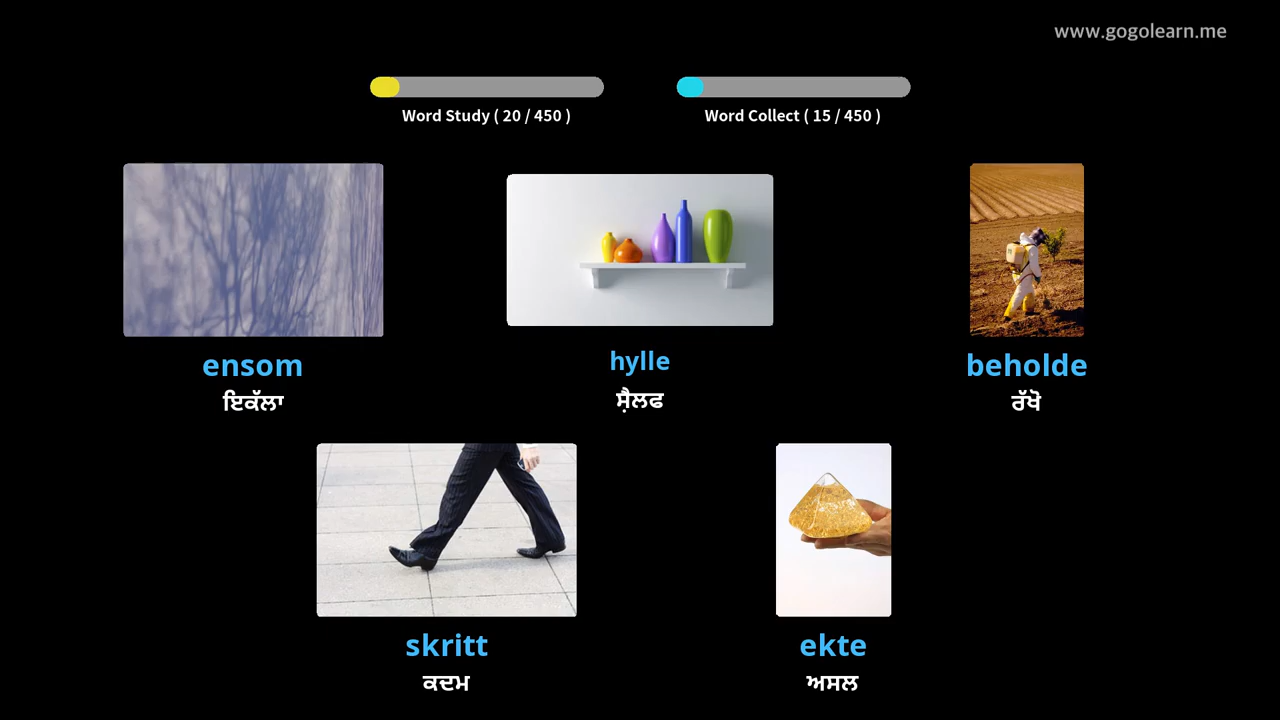 www.gogolearn.me
Word Study ( 20 / 450 )
Word Collect ( 15 / 450 )
ensom
ਇਕੱਲਾ
hylle
ਸ਼ੈਲਫ
beholde
ਰੱਖੋ
skritt
ਕਦਮ
ekte
ਅਸਲ